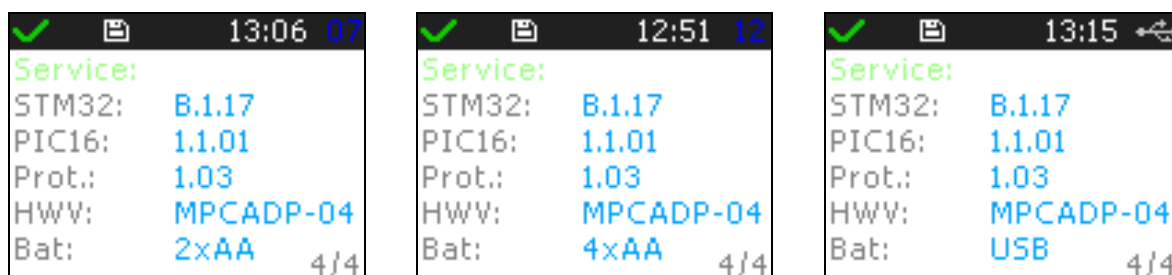 13:06 07
Service:
STM32: B.1.17
PIC16: 1.1.01
Prot.: 1.03
HWV: MPCADP-04
Bat: 2xAA
4/4
12:51 12
Service:
STM32: B.1.17
PIC16: 1.1.01
Prot.: 1.03
HWV: MPCADP-04
Bat: 4xAA
4/4
13:15
Service:
STM32: B.1.17
PIC16: 1.1.01
Prot.: 1.03
HWV: MPCADP-04
Bat: USB
4/4